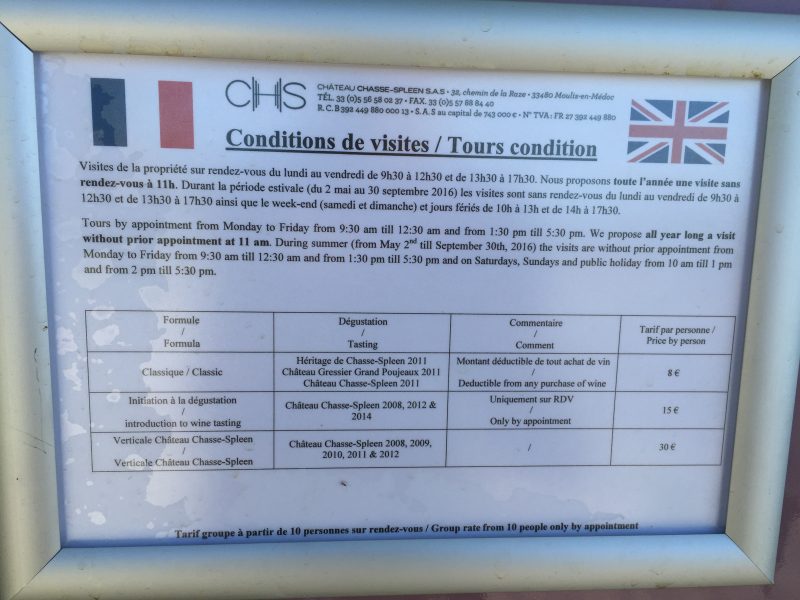 CHS
CHÂTEAU CHASSE-SPLEEN S.A.S • 32, chemin de la Raze • 33480 Moulis-en-Médoc
TÉL. 33 (0)5 56 58 02 37 • FAX. 33 (0)5 57 88 84 40
R. C. B 392 449 880 000 13 • S. A. S au capital de 743 000 € • N° TVA : FR 27 392 449 880
Conditions de visites / Tours condition
Visites de la propriété sur rendez-vous du lundi au vendredi de 9h30 à 12h30 et de 13h30 à 17h30. Nous proposons toute l'année une visite sans
rendez-vous à 11h. Durant la période estivale (du 2 mai au 30 septembre 2016) les visites sont sans rendez-vous du lundi au vendredi de 9h30 à
12h30 et de 13h30 à 17h30 ainsi que le week-end (samedi et dimanche) et jours fériés de 10h à 13h et de 14h à 17h30.
Tours by appointment from Monday to Friday from 9:30 am till 12:30 am and from 1:30 pm till 5:30 pm. We propose all year long a visit
without prior appointment at 11 am. During summer (from May 2nd till September 30th, 2016) the visits are without prior appointment from
Monday to Friday from 9:30 am till 12:30 am and from 1:30 pm till 5:30 pm and on Saturdays, Sundays and public holiday from 10 am till 1 pm
and from 2 pm till 5:30 pm.
Formule
/
Formula
Dégustation
/
Tasting
Commentaire
/
Comment
Tarif par personne /
Price by person
Classique / Classic
Héritage de Chasse-Spleen 2011
Château Gressier Grand Poujeaux 2011
Château Chasse-Spleen 2011
Montant déductible de tout achat de vin
/
Deductible from any purchase of wine
8 €
Initiation à la dégustation
/
introduction to wine tasting
Château Chasse-Spleen 2008, 2012 &
2014
Uniquement sur RDV
/
Only by appointment
15 €
Verticale Château Chasse-Spleen
/
Verticale Château Chasse-Spleen
Château Chasse-Spleen 2008, 2009,
2010, 2011 & 2012
/
30 €
Tarif groupe à partir de 10 personnes sur rendez-vous / Group rate from 10 people only by appointment